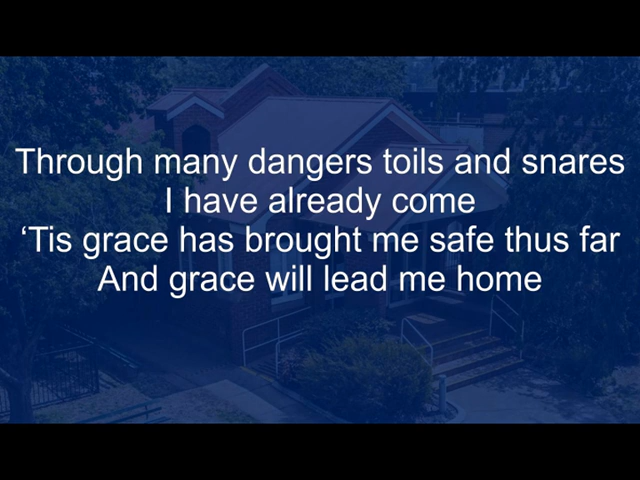 Through many dangers toils and snares
I have already come
‘Tis grace has brought me safe thus far
And grace will lead me home